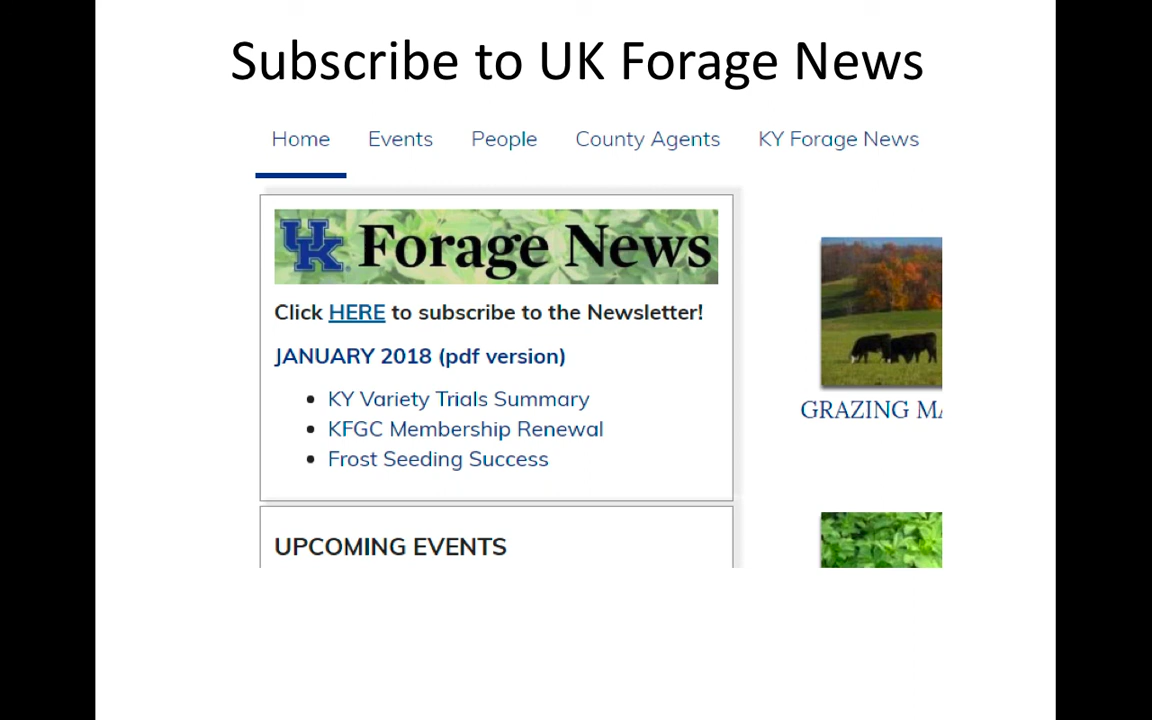 Subscribe to UK Forage News
Home Events People County Agents KY Forage News
UK Forage News
Click HERE to subscribe to the Newsletter!
JANUARY 2018 (pdf version)
• KY Variety Trials Summary
• KFGC Membership Renewal
• Frost Seeding Success
GRAZING MA
UPCOMING EVENTS